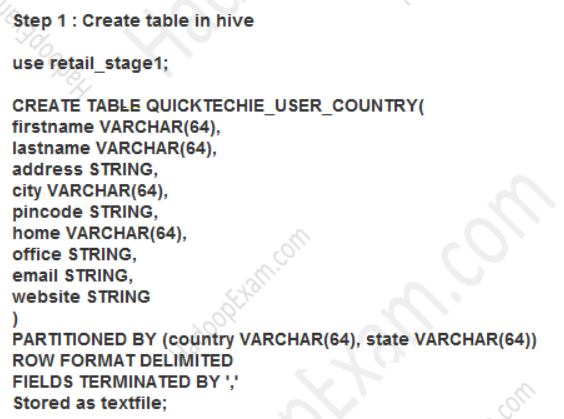 Step 1 : Create table in hive
use retail_stage1;
CREATE TABLE QUICKTECHIE_USER_COUNTRY(
firstname VARCHAR(64),
lastname VARCHAR(64),
address STRING,
city VARCHAR(64),
pincode STRING,
home VARCHAR(64),
office STRING,
email STRING,
website STRING
)
PARTITIONED BY (country VARCHAR(64), state VARCHAR(64))
ROW FORMAT DELIMITED
FIELDS TERMINATED BY ','
Stored as textfile;
HadoopExam.com